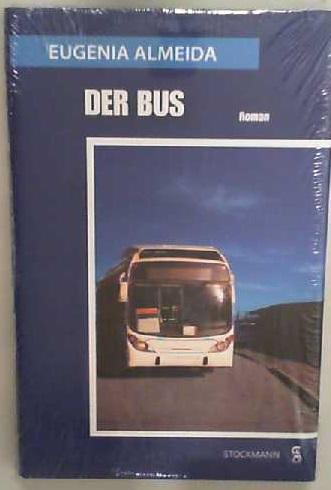 EUGENIA ALMEIDA
DER BUS
Roman
STOCKMANN